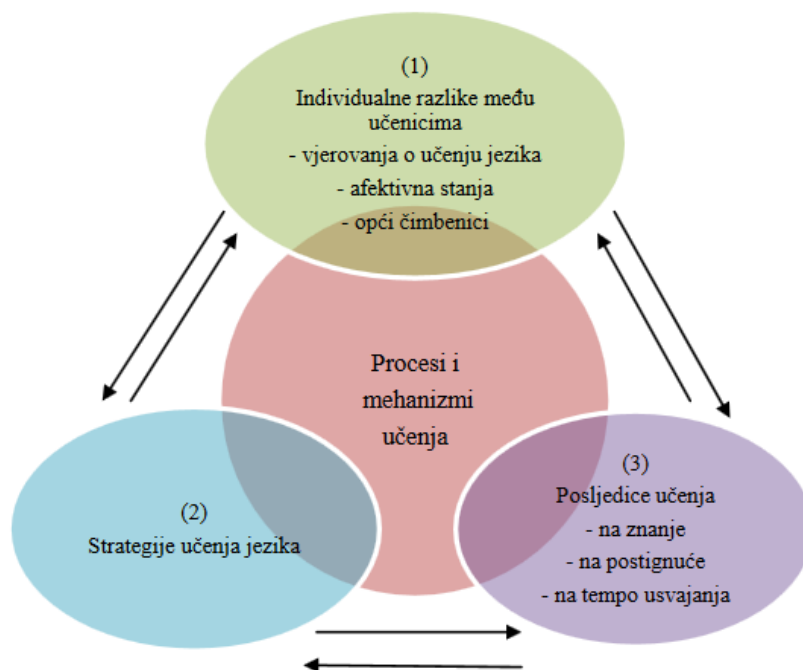 (1)
Individualne razlike među
učenicima
- vjerovanja o učenju jezika
- afektivna stanja
- opći čimbenici
Procesi i
mehanizmi
učenja
(2)
Strategije učenja jezika
(3)
Posljedice učenja
- na znanje
- na postignuće
- na tempo usvajanja